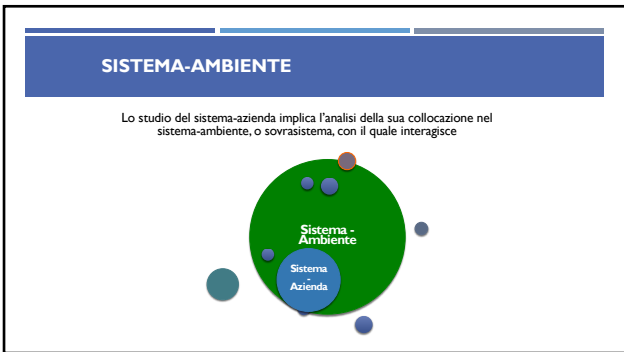 SISTEMA-AMBIENTE
Lo studio del sistema-azienda implica l’analisi della sua collocazione nel
sistema-ambiente, o sovrasistema, con il quale interagisce
Sistema -
Ambiente
Sistema
-
Azienda